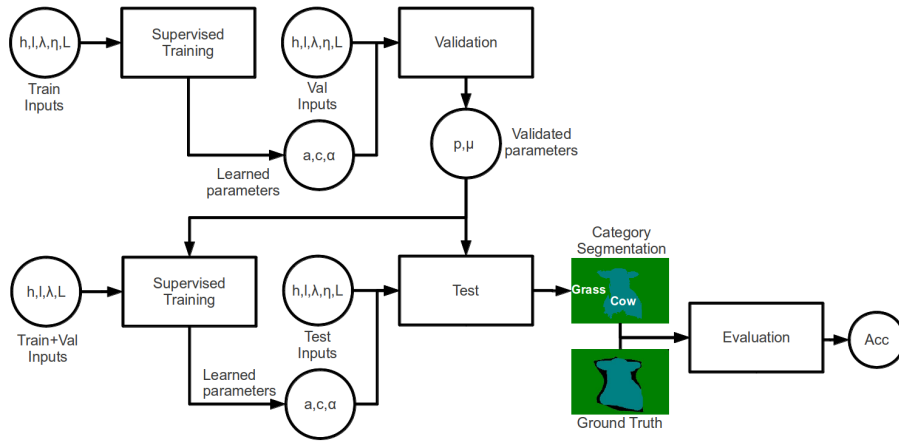 h,l,λ,η,L
Supervised
Training
h,l,λ,η,L
Validation
Train
Inputs
Val
Inputs
a,c,α
Learned
parameters
p,μ
Validated
parameters
h,l,λ,L
Supervised
Training
h,l,λ,η,L
Test
Category
Segmentation
Grass
Cow
Train+Val
Inputs
Test
Inputs
Evaluation
Acc
Learned
parameters
a,c,α
Ground Truth